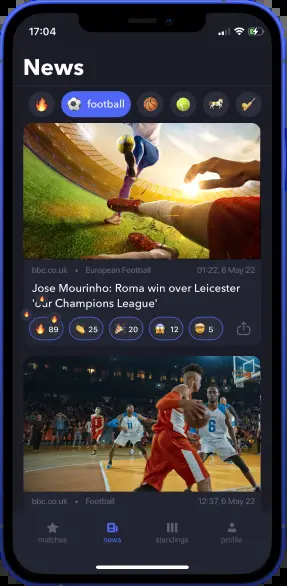 17:04
News
football
bbc.co.uk • European Football 01:22, 6 May 22
Jose Mourinho: Roma win over Leicester
'our Champions League'
89 25 20 12 5
11
6
bbc.co.uk • Football 12:37, 6 May 22
matches news standings profile